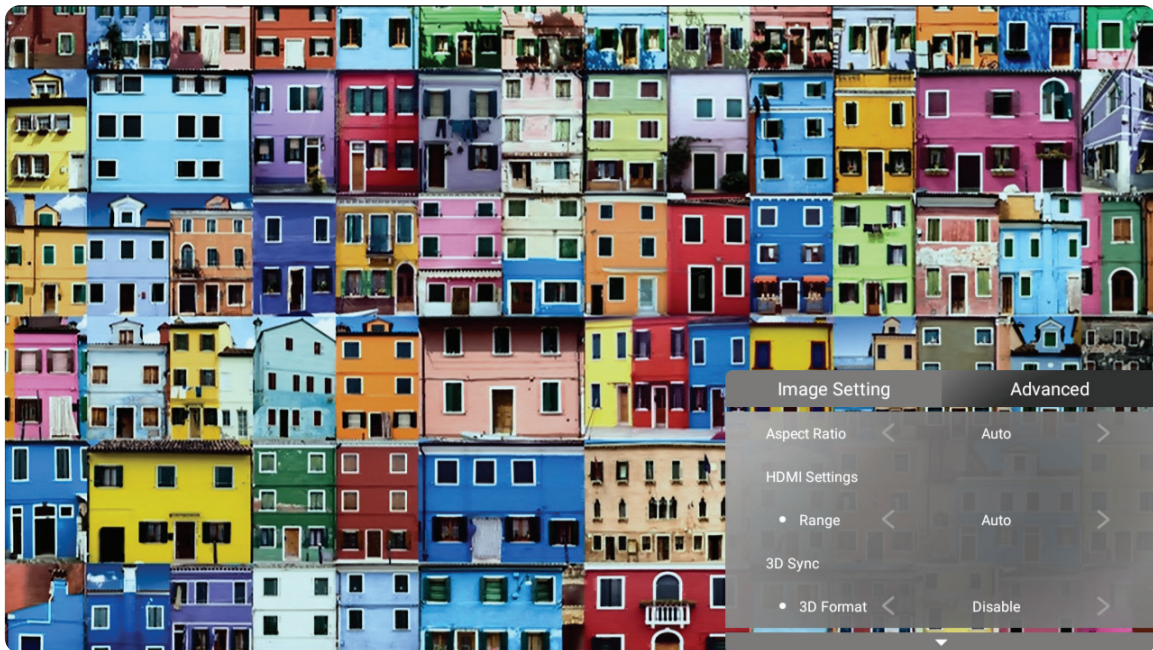 Image Setting Advanced
Aspect Ratio Auto
HDMI Settings
Range Auto
3D Sync
3D Format Disable